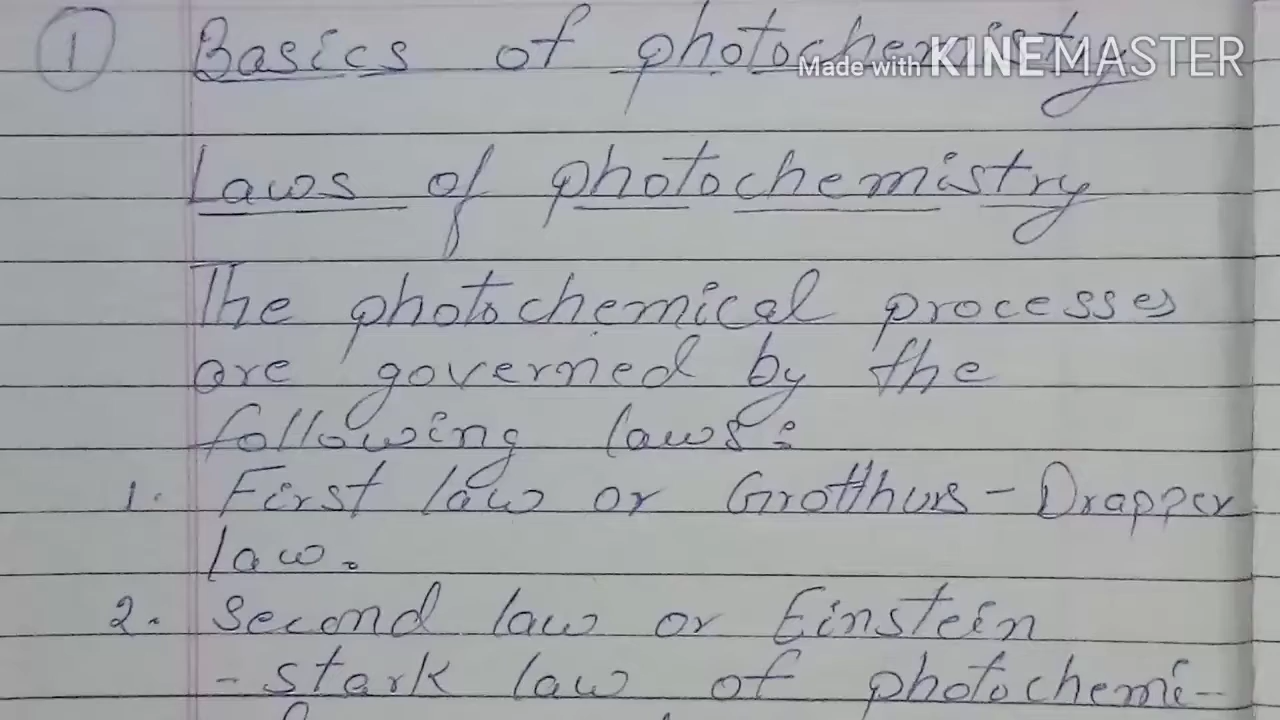 ① Basics of photochemistry
Made with KINEMASTER
Laws of photochemistry
The photochemical processes
are governed by the
following laws:
1. First law or Grotthus - Drapper
law.
2. Second law or Einstein
- stark law of photochemi-